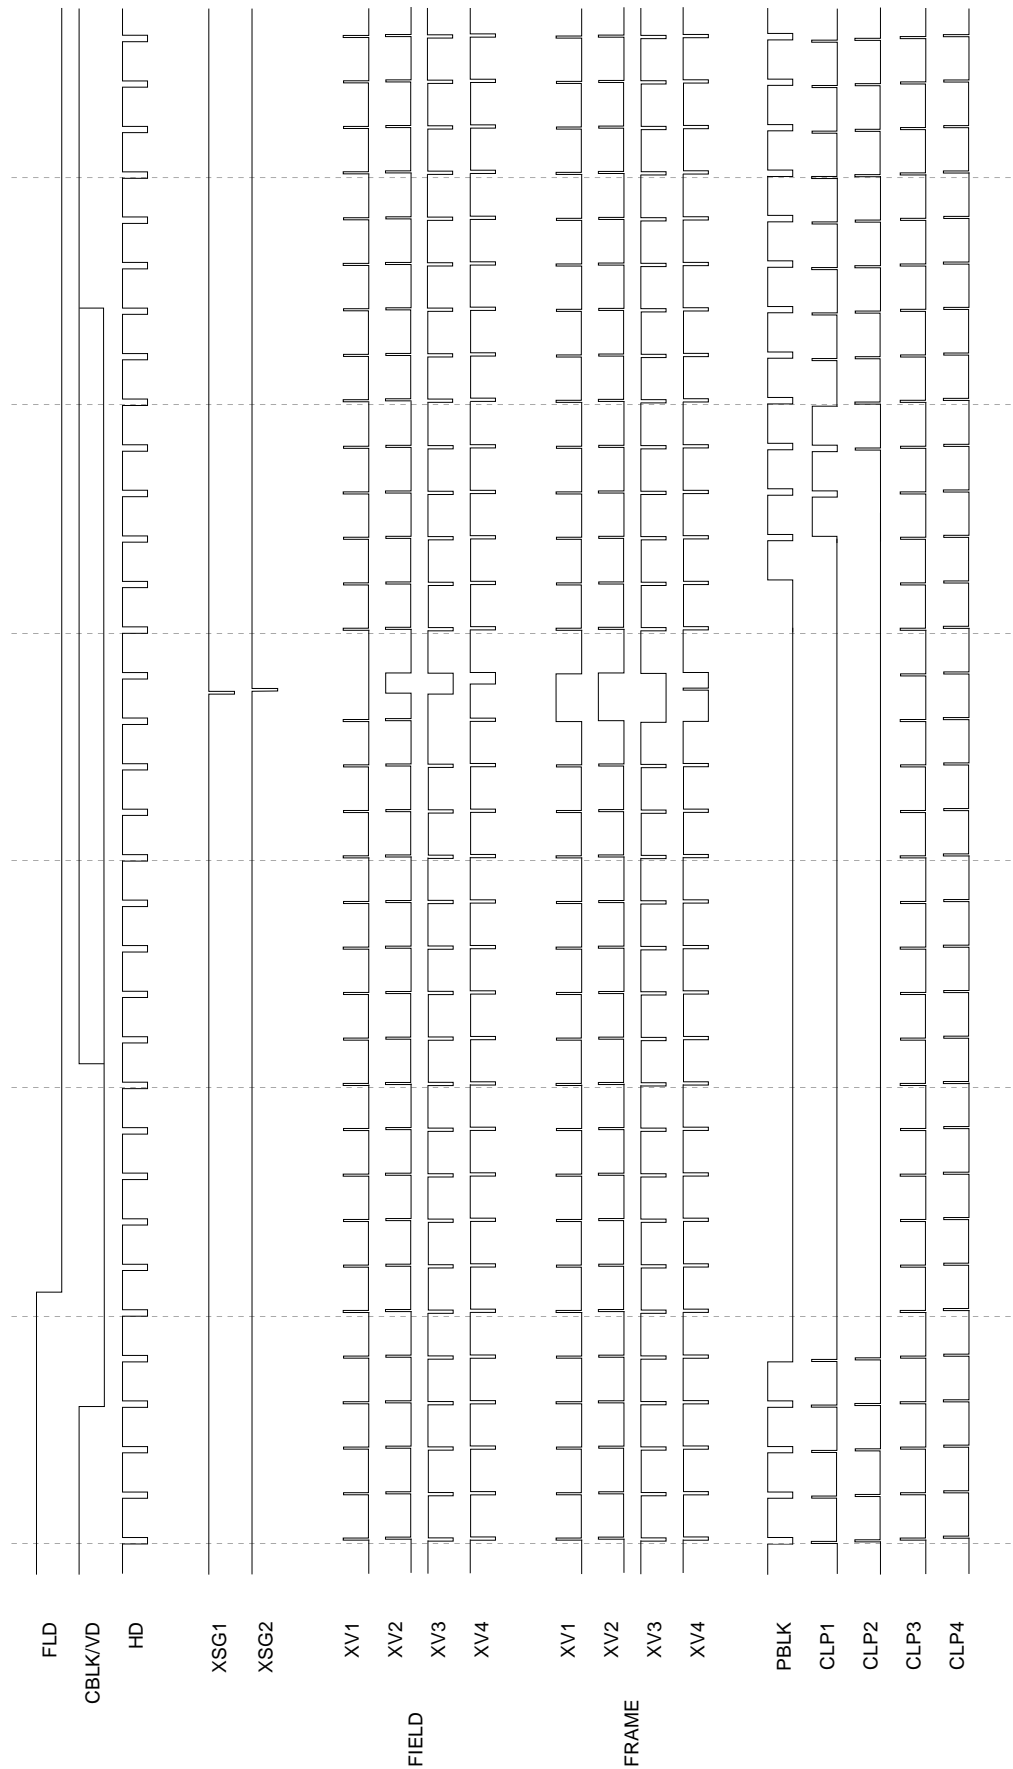 FLD
CBLK/VD
HD
XSG1
XSG2
FIELD
XV1
XV2
XV3
XV4
FRAME
XV1
XV2
XV3
XV4
PBLK
CLP1
CLP2
CLP3
CLP4